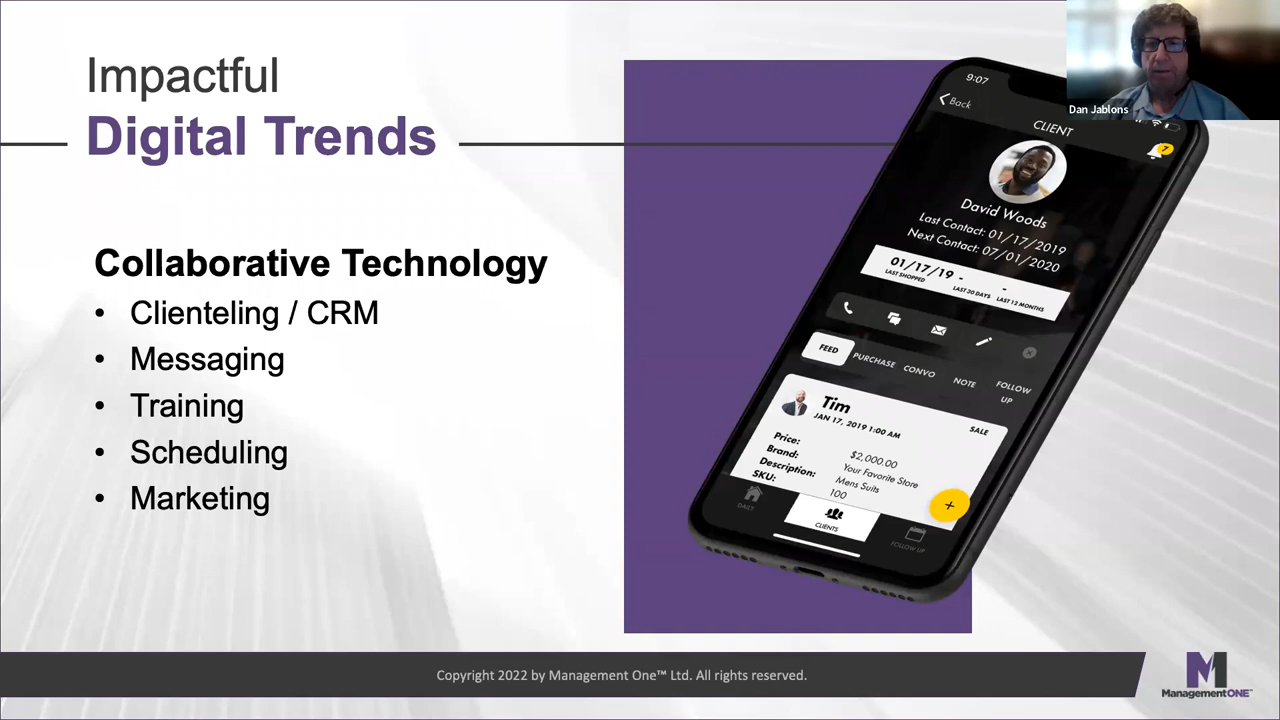 Impactful
Digital Trends
Collaborative Technology
• Clienteling / CRM
• Messaging
• Training
• Scheduling
• Marketing
9:07
Back
CLIENT
7
David Woods
Last Contact: 01/17/2019
Next Contact: 07/01/2020
01/17/19 - -
LAST SHOPPED LAST 30 DAYS LAST 12 MONTHS
FEED PURCHASE CONVO NOTE FOLLOW UP
Tim
JAN 17, 2019 1:00 AM SALE
Price: $2,000.00
Brand: Your Favorite Store
Description: Mens Suits
SKU: 100
+
DAILY CLIENTS FOLLOW UP
Dan Jablons
Copyright 2022 by Management One™ Ltd. All rights reserved.
M
ManagementONE™